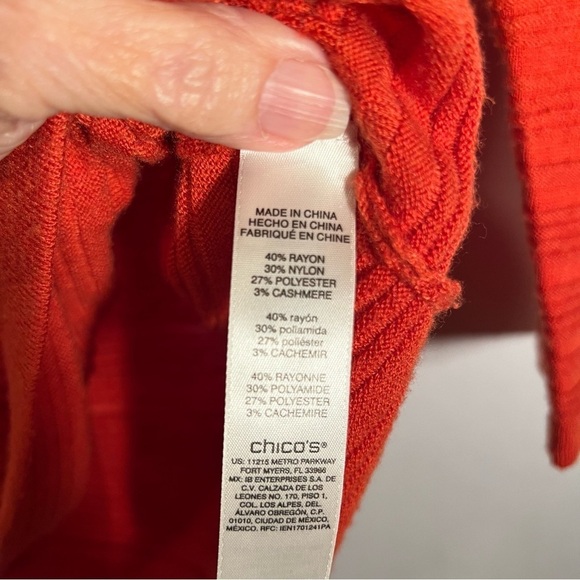 MADE IN CHINA
HECHO EN CHINA
FABRIQUÉ EN CHINE
40% RAYON
30% NYLON
27% POLYESTER
3% CASHMERE
40% rayón
30% poliamida
27% poliéster
3% CACHEMIR
40% RAYONNE
30% POLYAMIDE
27% POLYESTER
3% CACHEMIRE
chico's®
US: 11215 METRO PARKWAY
FORT MYERS, FL 33966
MX: IB ENTERPRISES S.A. DE
C.V. CALZADA DE LOS
LEONES NO. 170, PISO 1,
COL. LOS ALPES, DEL.
ÁLVARO OBREGÓN, C.P.
01010, CIUDAD DE MÉXICO,
MÉXICO. RFC: IEN1701241PA